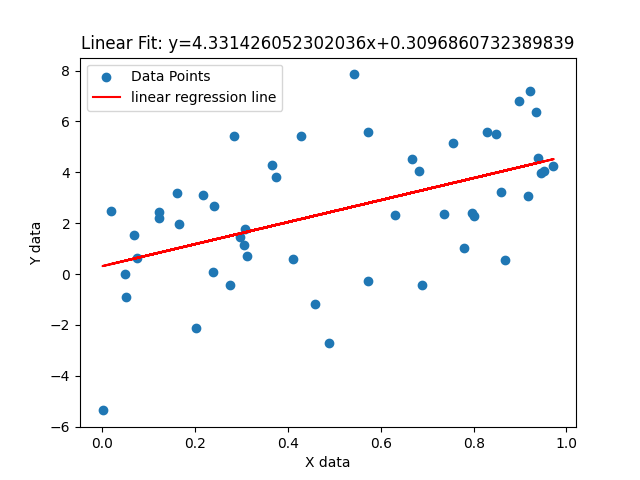 Linear Fit: y=4.331426052302036x+0.3096860732389839
Data Points
linear regression line
8
6
4
2
0
−2
−4
−6
Y data
0.0 0.2 0.4 0.6 0.8 1.0
X data